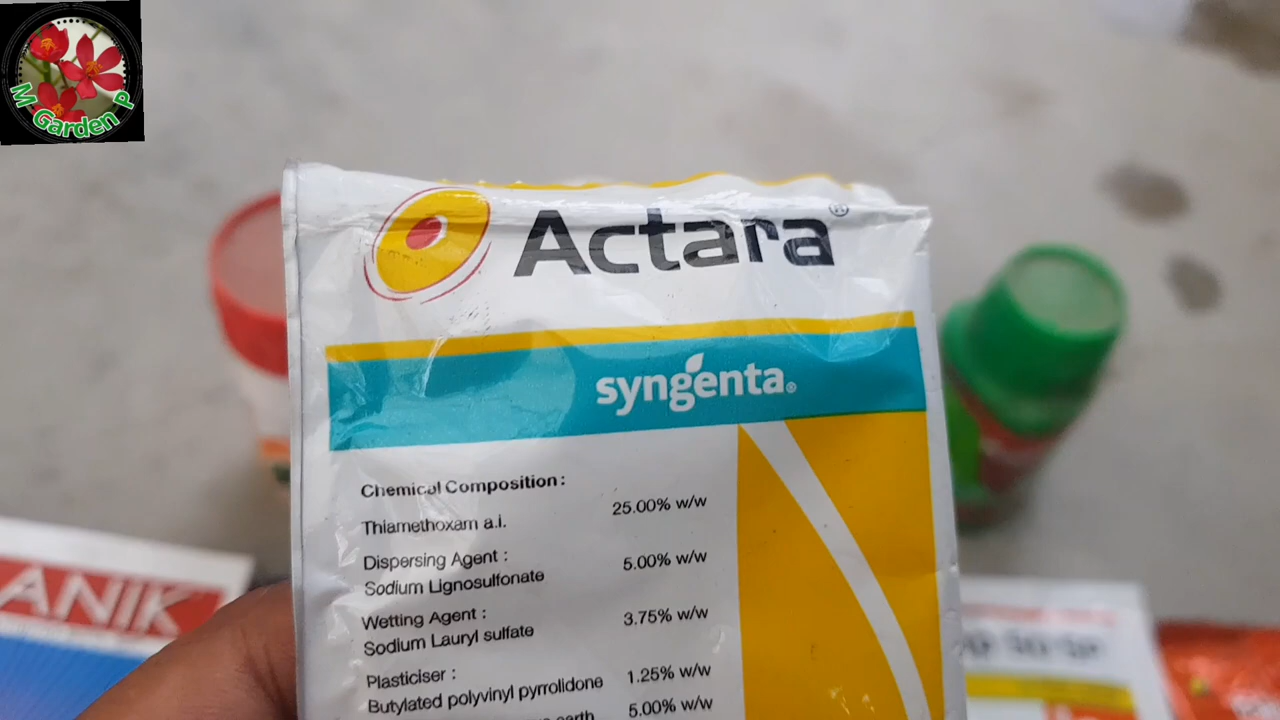 M Garden P
Actara®
syngenta®
Chemical Composition:
Thiamethoxam a.i. 25.00% w/w
Dispersing Agent :
Sodium Lignosulfonate 5.00% w/w
Wetting Agent :
Sodium Lauryl sulfate 3.75% w/w
Plasticiser :
Butylated polyvinyl pyrrolidone 1.25% w/w
earth 5.00% w/w
ANIK